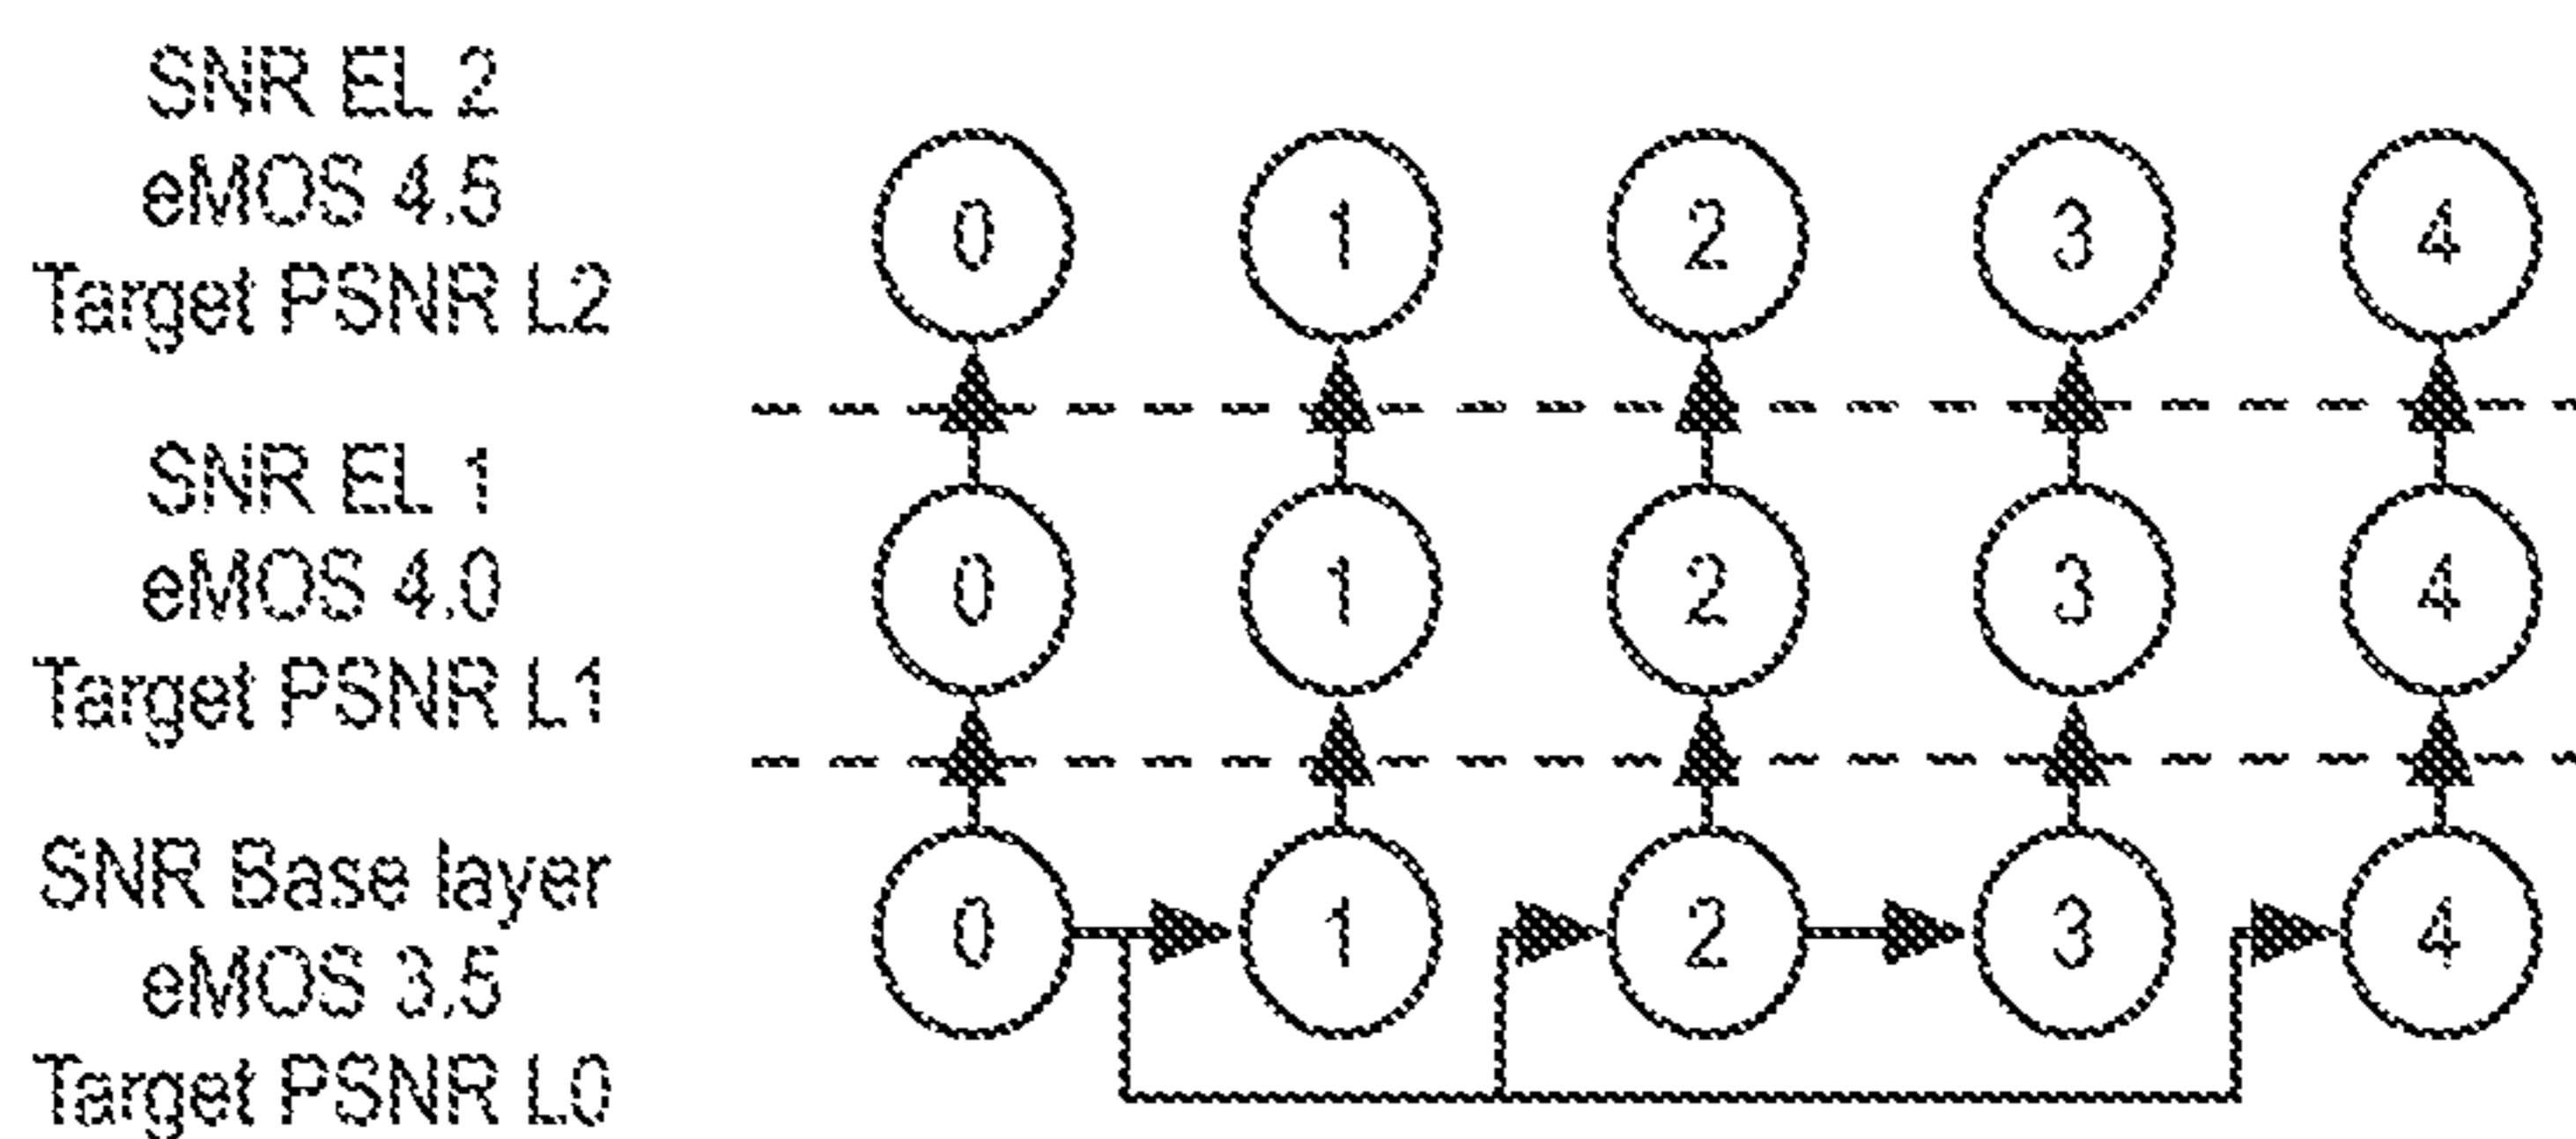 SNR EL 2
eMOS 4.5
Target PSNR L2
0 1 2 3 4
SNR EL 1
eMOS 4.0
Target PSNR L1
0 1 2 3 4
SNR Base layer
eMOS 3.5
Target PSNR L0
0 1 2 3 4